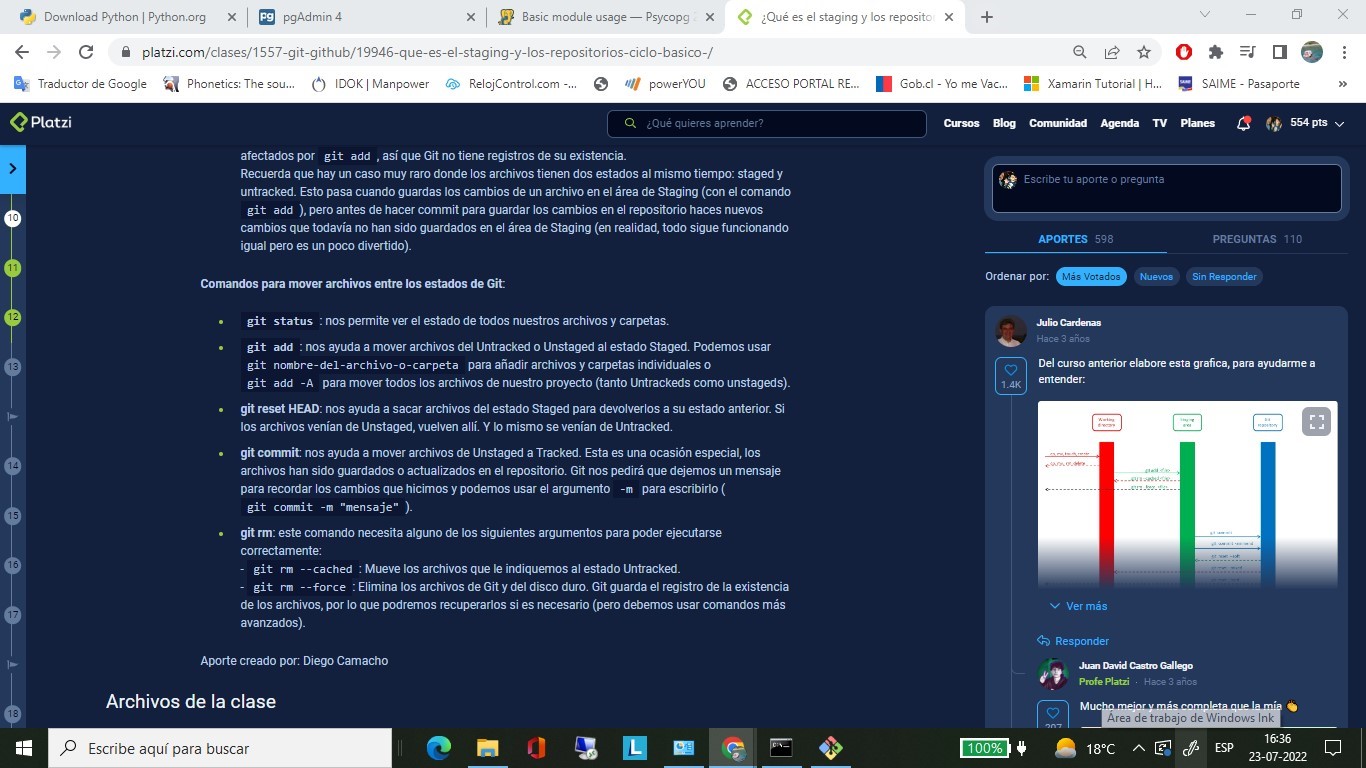 Download Python | Python.org
pgAdmin 4
Basic module usage — Psycopg
¿Qué es el staging y los reposito
platzi.com/clases/1557-git-github/19946-que-es-el-staging-y-los-repositorios-ciclo-basico-/
Traductor de Google
Phonetics: The sou...
IDOK | Manpower
RelojControl.com -...
powerYOU
ACCESO PORTAL RE...
Gob.cl - Yo me Vac...
Xamarin Tutorial | H...
SAIME - Pasaporte
»
Platzi
¿Qué quieres aprender?
Cursos
Blog
Comunidad
Agenda
TV
Planes
554 pts
10
11
12
13
14
15
16
17
18
afectados por git add , así que Git no tiene registros de su existencia.
Recuerda que hay un caso muy raro donde los archivos tienen dos estados al mismo tiempo: staged y
untracked. Esto pasa cuando guardas los cambios de un archivo en el área de Staging (con el comando
git add ), pero antes de hacer commit para guardar los cambios en el repositorio haces nuevos
cambios que todavía no han sido guardados en el área de Staging (en realidad, todo sigue funcionando
igual pero es un poco divertido).
Comandos para mover archivos entre los estados de Git:
git status : nos permite ver el estado de todos nuestros archivos y carpetas.
git add : nos ayuda a mover archivos del Untracked o Unstaged al estado Staged. Podemos usar
git nombre-del-archivo-o-carpeta para añadir archivos y carpetas individuales o
git add -A para mover todos los archivos de nuestro proyecto (tanto Untrackeds como unstageds).
git reset HEAD: nos ayuda a sacar archivos del estado Staged para devolverlos a su estado anterior. Si
los archivos venían de Unstaged, vuelven allí. Y lo mismo se venían de Untracked.
git commit: nos ayuda a mover archivos de Unstaged a Tracked. Esta es una ocasión especial, los
archivos han sido guardados o actualizados en el repositorio. Git nos pedirá que dejemos un mensaje
para recordar los cambios que hicimos y podemos usar el argumento -m para escribirlo (
git commit -m "mensaje" ).
git rm: este comando necesita alguno de los siguientes argumentos para poder ejecutarse
correctamente:
- git rm --cached : Mueve los archivos que le indiquemos al estado Untracked.
- git rm --force : Elimina los archivos de Git y del disco duro. Git guarda el registro de la existencia
de los archivos, por lo que podremos recuperarlos si es necesario (pero debemos usar comandos más
avanzados).
Aporte creado por: Diego Camacho
Archivos de la clase
Escribe tu aporte o pregunta
APORTES 598
PREGUNTAS 110
Ordenar por:
Más Votados
Nuevos
Sin Responder
Julio Cardenas
Hace 3 años
1.4K
Del curso anterior elabore esta grafica, para ayudarme a
entender:
Working
directory
area
repository
Ver más
Responder
Juan David Castro Gallego
Profe Platzi · Hace 3 años
207
Mucho mejor y más completa que la mía
Área de trabajo de Windows Ink
Escribe aquí para buscar
100%
18°C
ESP
16:36
23-07-2022